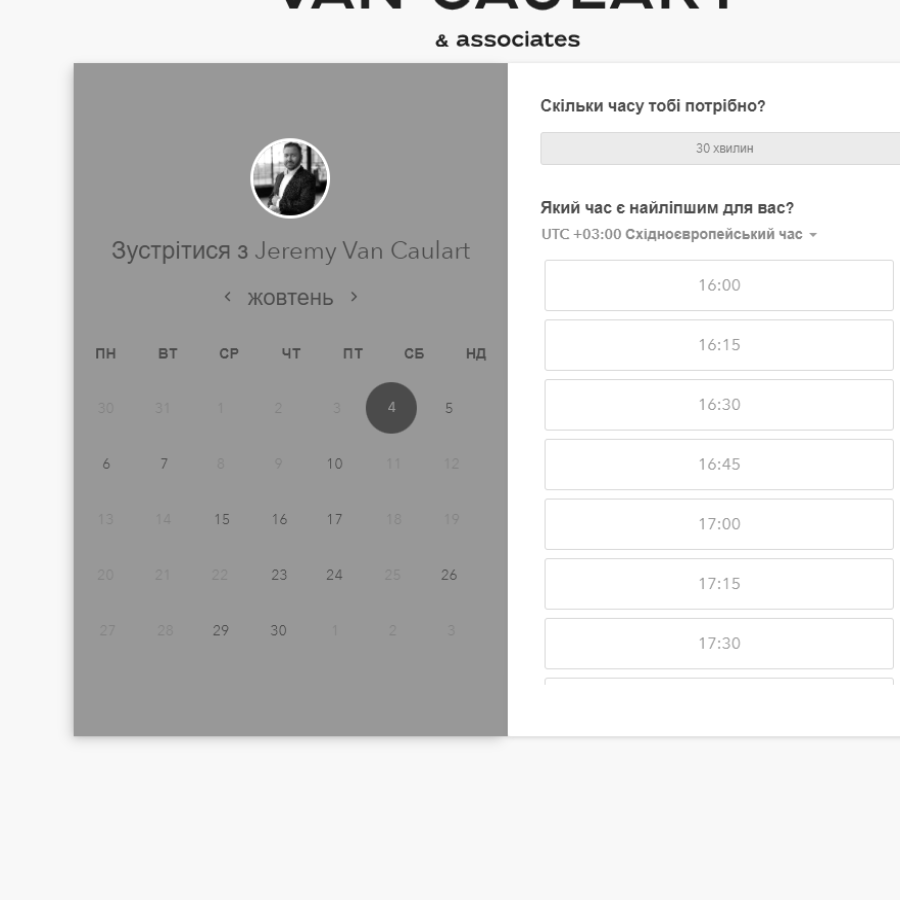 VAN CAULART
& associates
Зустрітися з Jeremy Van Caulart
жовтень
ПН ВТ СР ЧТ ПТ СБ НД
30 31 1 2 3 4 5
6 7 8 9 10 11 12
13 14 15 16 17 18 19
20 21 22 23 24 25 26
27 28 29 30 1 2 3
Скільки часу тобі потрібно?
30 хвилин
Який час є найліпшим для вас?
UTC +03:00 Східноєвропейський час
16:00
16:15
16:30
16:45
17:00
17:15
17:30